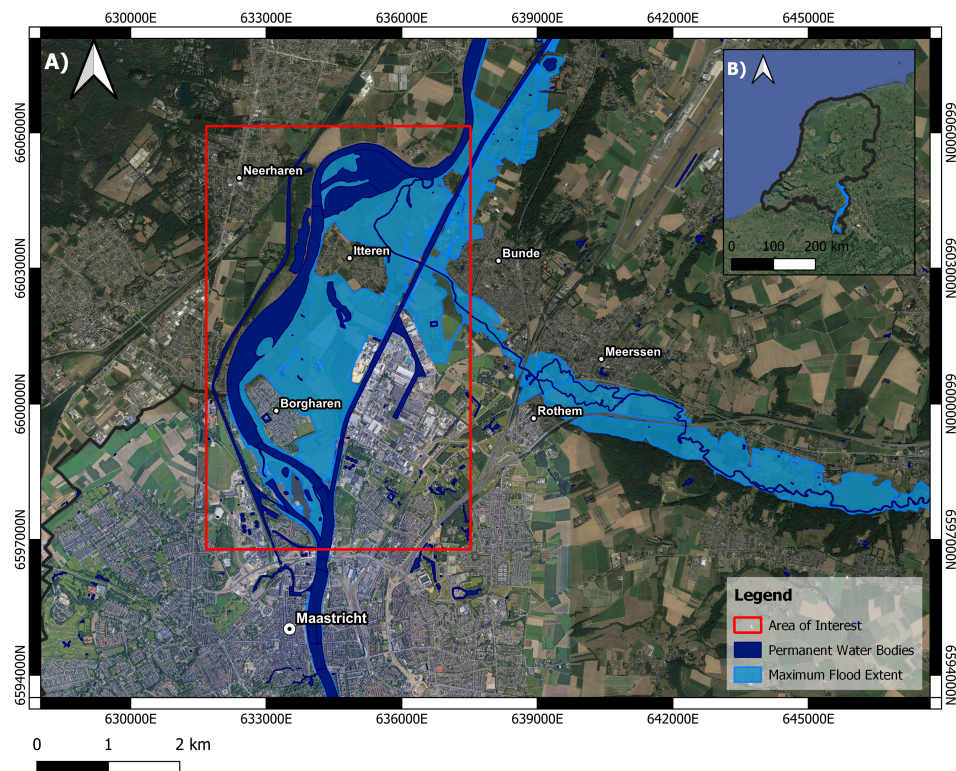 630000E 633000E 636000E 639000E 642000E 645000E
A)
B)
6606000N
6606000N
Neerharen
Itteren
Bunde
0 100 200 km
6603000N
6603000N
Meerssen
Borgharen
Rothem
6600000N
6600000N
6597000N
6597000N
Maastricht
Legend
Area of Interest
Permanent Water Bodies
Maximum Flood Extent
6594000N
6594000N
630000E 633000E 636000E 639000E 642000E 645000E
0 1 2 km